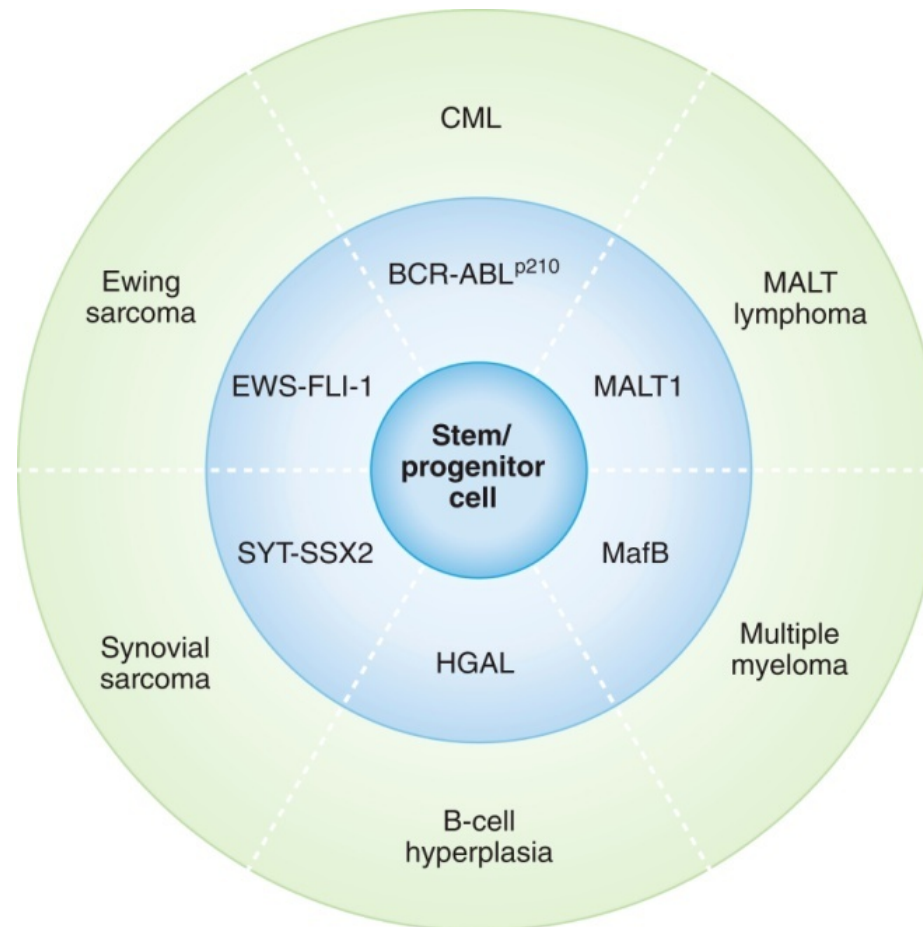 CML
Ewing
sarcoma
BCR-ABLp210
MALT
lymphoma
EWS-FLI-1
MALT1
Stem/
progenitor
cell
SYT-SSX2
MafB
Synovial
sarcoma
HGAL
Multiple
myeloma
B-cell
hyperplasia